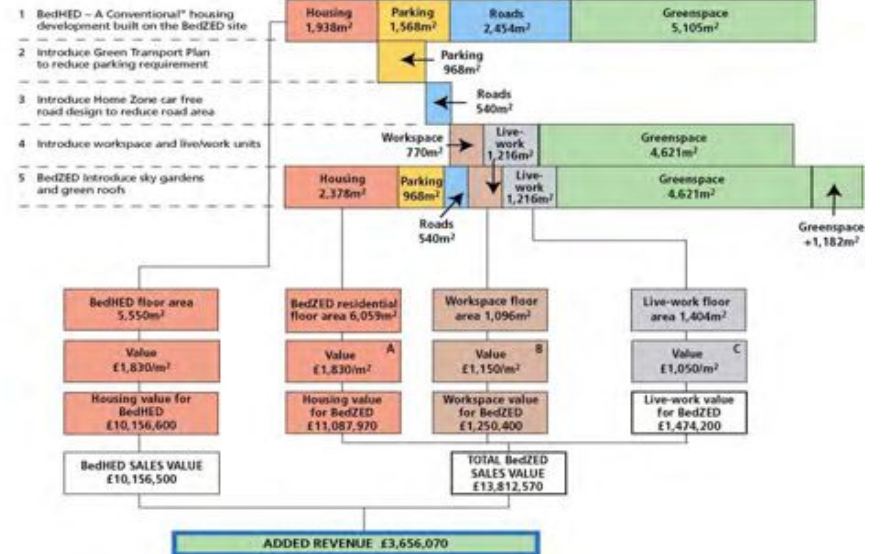 1 BedHED – A Conventional* housing
development built on the BedZED site
Housing
1,938m²
Parking
1,568m²
Roads
2,454m²
Greenspace
5,105m²
2 Introduce Green Transport Plan
to reduce parking requirement
Parking
968m²
3 Introduce Home Zone car free
road design to reduce road area
Roads
540m²
4 Introduce workspace and live/work units
Workspace
770m²
Live-
work
1,216m²
Greenspace
4,621m²
5 BedZED Introduce sky gardens
and green roofs
Housing
2,378m²
Parking
968m²
Live-
work
1,216m²
Greenspace
4,621m²
Roads
540m²
Greenspace
+1,182m²
BedHED floor area
5,550m²
BedZED residential
floor area 6,059m²
Workspace floor
area 1,096m²
Live-work floor
area 1,404m²
Value
£1,830/m²
Value A
£1,830/m²
Value B
£1,150/m²
Value C
£1,050/m²
Housing value for
BedHED
£10,156,600
Housing value
for BedZED
£11,087,970
Workspace value
for BedZED
£1,250,400
Live-work value
for BedZED
£1,474,200
BedHED SALES VALUE
£10,156,500
TOTAL BedZED
SALES VALUE
£13,812,570
ADDED REVENUE £3,656,070